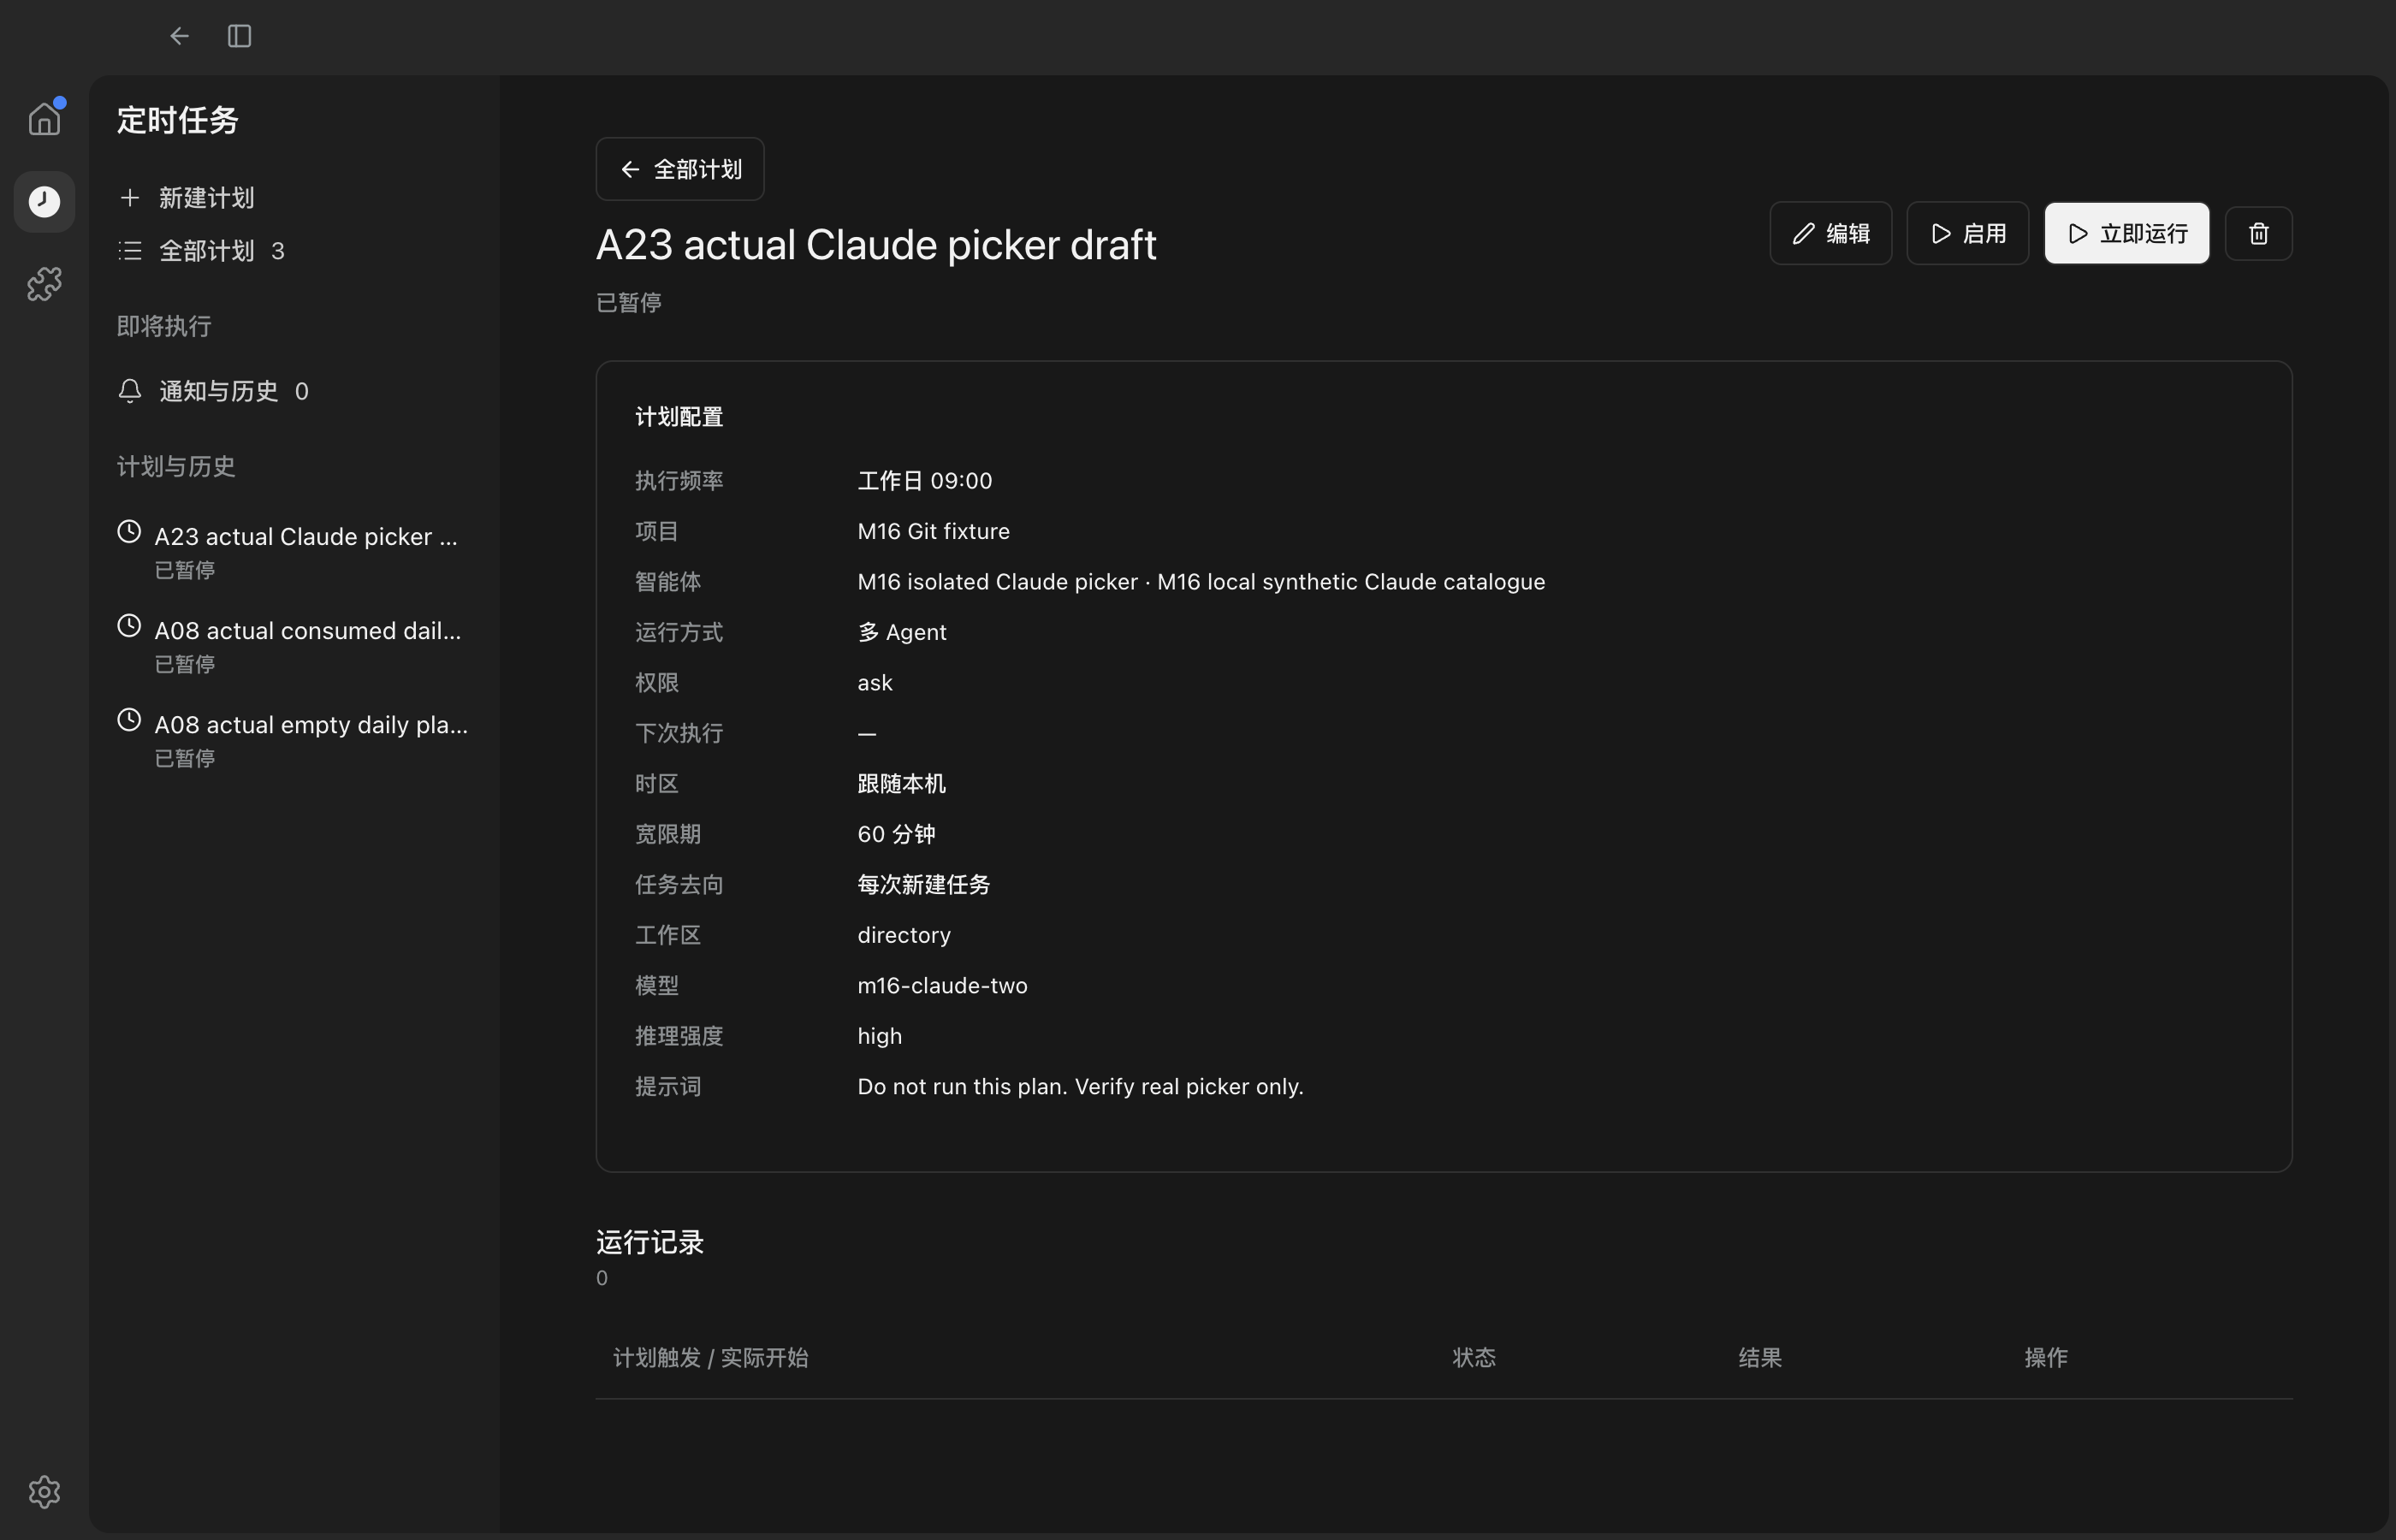 定时任务
新建计划
全部计划 3
即将执行
通知与历史 0
计划与历史
A23 actual Claude picker ...
已暂停
A08 actual consumed dail...
已暂停
A08 actual empty daily pla...
已暂停
全部计划
A23 actual Claude picker draft
已暂停
编辑 启用 立即运行
计划配置
执行频率 工作日 09:00
项目 M16 Git fixture
智能体 M16 isolated Claude picker · M16 local synthetic Claude catalogue
运行方式 多 Agent
权限 ask
下次执行 —
时区 跟随本机
宽限期 60 分钟
任务去向 每次新建任务
工作区 directory
模型 m16-claude-two
推理强度 high
提示词 Do not run this plan. Verify real picker only.
运行记录
0
计划触发 / 实际开始 状态 结果 操作